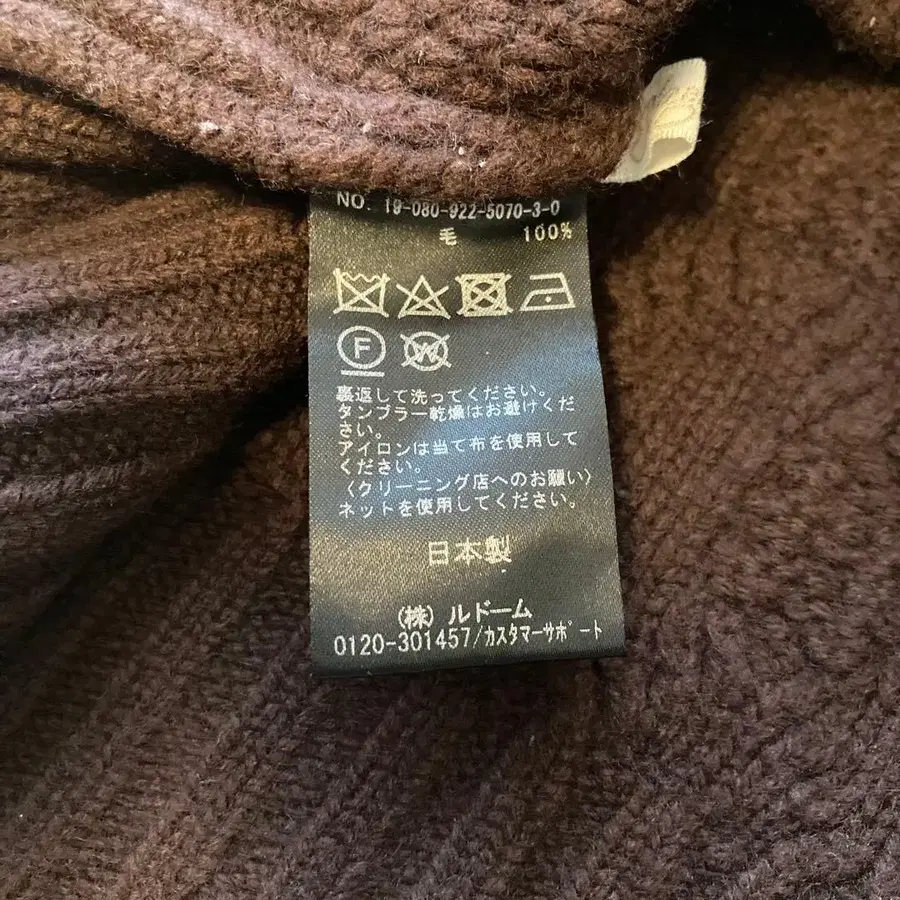 NO. 19-080-922-5070-3-0
毛 100%
F
W
裏返して洗ってください。
タンブラー乾燥はお避けくだ
さい。
アイロンは当て布を使用して
ください。
〈クリーニング店へのお願い〉
ネットを使用してください。
日本製
(株)ルドーム
0120-301457/カスタマーサポート